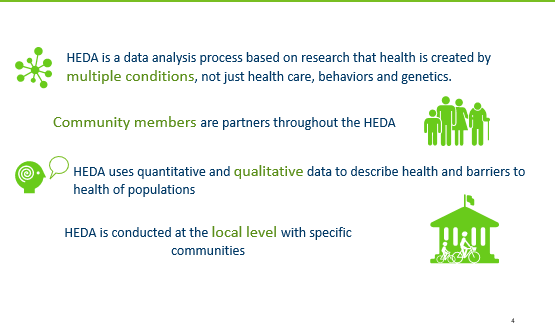 HEDA is a data analysis process based on research that health is created by
multiple conditions, not just health care, behaviors and genetics.
Community members are partners throughout the HEDA
HEDA uses quantitative and qualitative data to describe health and barriers to
health of populations
HEDA is conducted at the local level with specific
communities
4